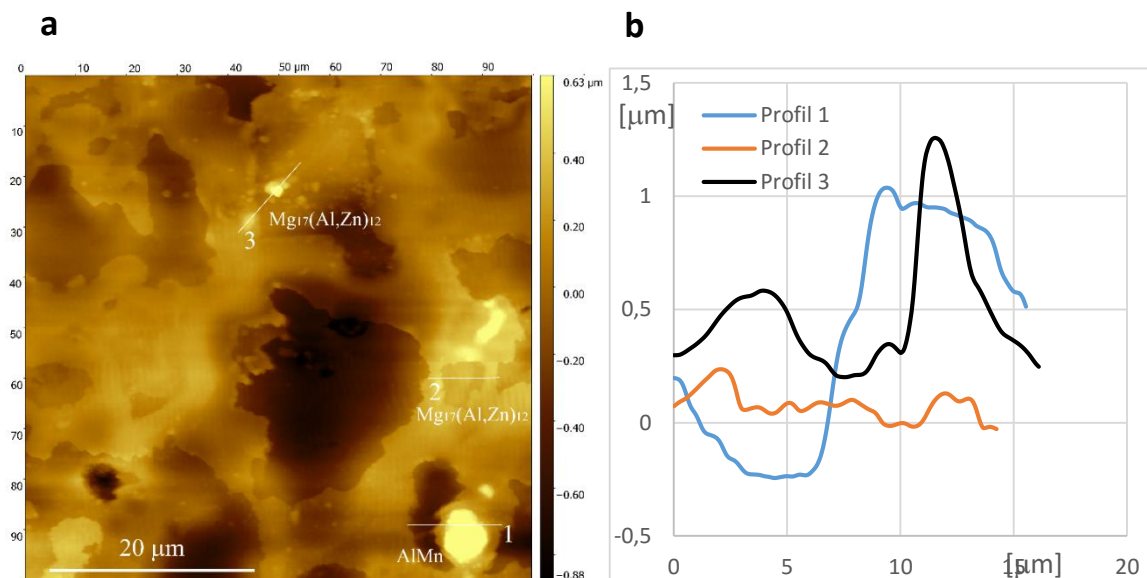 a
b
0 10 20 30 μm 40 50 μm 60 70 80 90
10
20
30
40
50
60
70
80
90
0.63 μm
0.40
0.20
0.00
−0.20
−0.40
−0.60
−0.88
Mg₁₇(Al,Zn)₁₂
3
2
Mg₁₇(Al,Zn)₁₂
1
AlMn
20 μm
1,5
[μm]
1
0,5
0
-0,5
Profil 1
Profil 2
Profil 3
0 5 10 15 20
[μm]